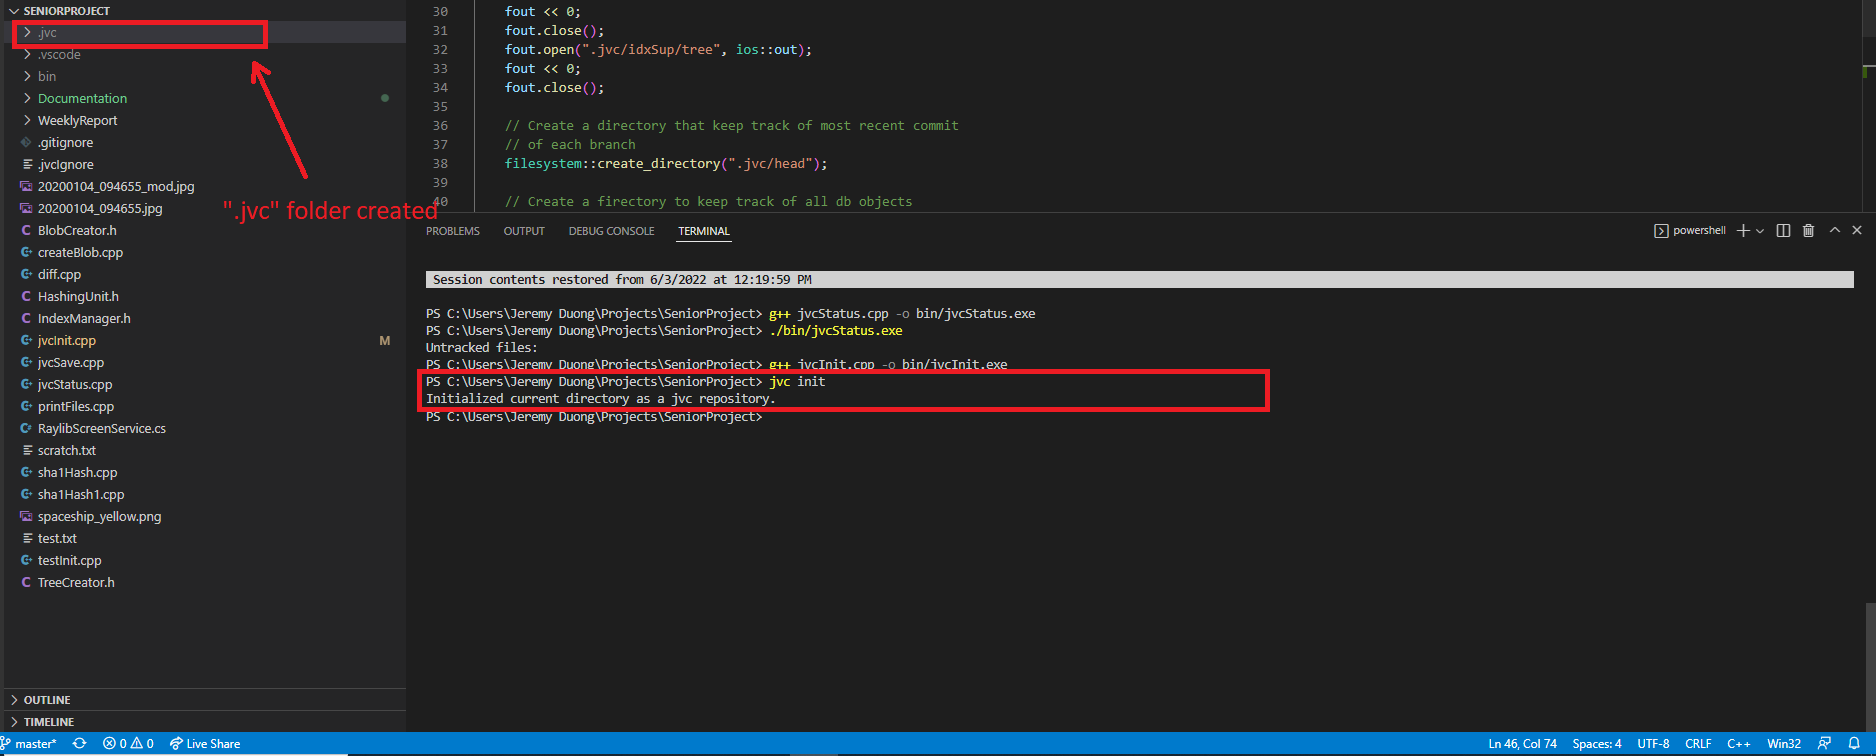 SENIORPROJECT
.jvc
.vscode
bin
Documentation
WeeklyReport
.gitignore
.jvcIgnore
20200104_094655_mod.jpg
20200104_094655.jpg
BlobCreator.h
createBlob.cpp
diff.cpp
HashingUnit.h
IndexManager.h
jvcInit.cpp M
jvcSave.cpp
jvcStatus.cpp
printFiles.cpp
RaylibScreenService.cs
scratch.txt
sha1Hash.cpp
sha1Hash1.cpp
spaceship_yellow.png
test.txt
testInit.cpp
TreeCreator.h
OUTLINE
TIMELINE
".jvc" folder created
30 fout << 0;
31 fout.close();
32 fout.open(".jvc/idxSup/tree", ios::out);
33 fout << 0;
34 fout.close();
35
36 // Create a directory that keep track of most recent commit
37 // of each branch
38 filesystem::create_directory(".jvc/head");
39
40 // Create a firectory to keep track of all db objects
PROBLEMS OUTPUT DEBUG CONSOLE TERMINAL powershell
Session contents restored from 6/3/2022 at 12:19:59 PM
PS C:\Users\Jeremy Duong\Projects\SeniorProject> g++ jvcStatus.cpp -o bin/jvcStatus.exe
PS C:\Users\Jeremy Duong\Projects\SeniorProject> ./bin/jvcStatus.exe
Untracked files:
PS C:\Users\Jeremy Duong\Projects\SeniorProject> g++ jvcInit.cpp -o bin/jvcInit.exe
PS C:\Users\Jeremy Duong\Projects\SeniorProject> jvc init
Initialized current directory as a jvc repository.
PS C:\Users\Jeremy Duong\Projects\SeniorProject>
master* 0 0 Live Share Ln 46, Col 74 Spaces: 4 UTF-8 CRLF C++ Win32